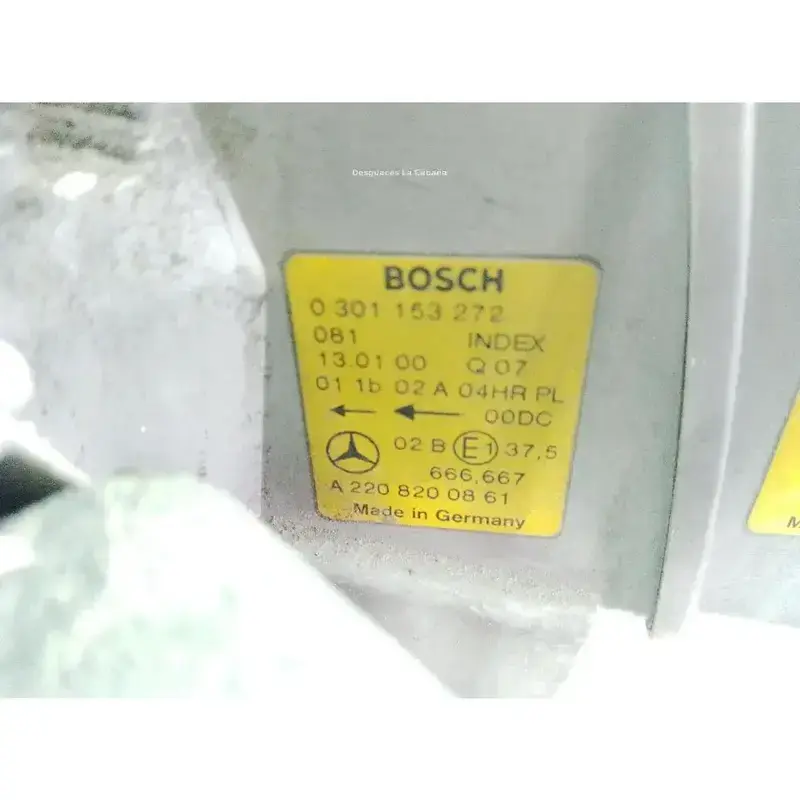 Desguaces La Cabaña
BOSCH
0 301 153 272
081 INDEX
13.01 00 Q 07
01 1b 02 A 04HR PL
00DC
02 B E1 37,5
666,667
A 220 820 08 61
Made in Germany
M